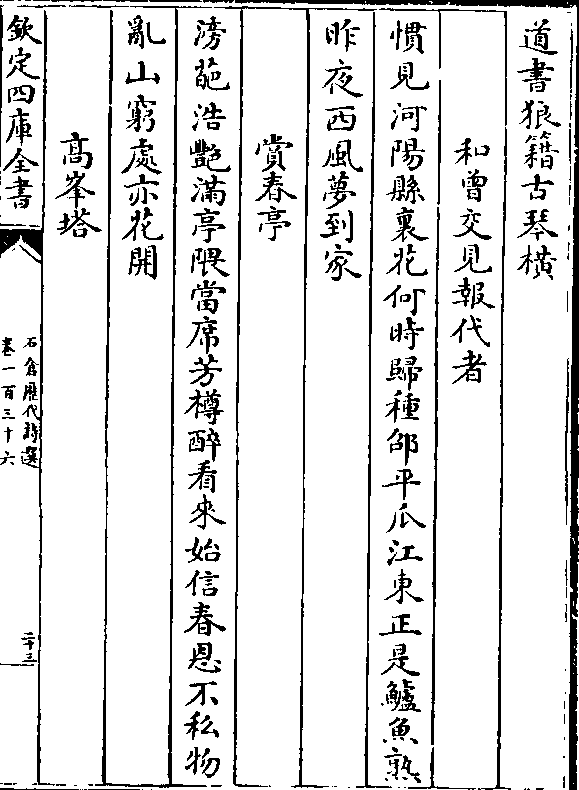 道書狼籍古琴橫
和曾交見報代者
慣見河陽縣裏花何時歸種邵平瓜江東正是鱸魚熟
昨夜西風夢到家
賞春亭
滂葩浩艷滿亭隈當席芳樽醉看來始信春恩不私物
亂山窮處亦花開
高峯塔
欽定四庫全書
石倉歷代詩選
卷一百三十六
二十三